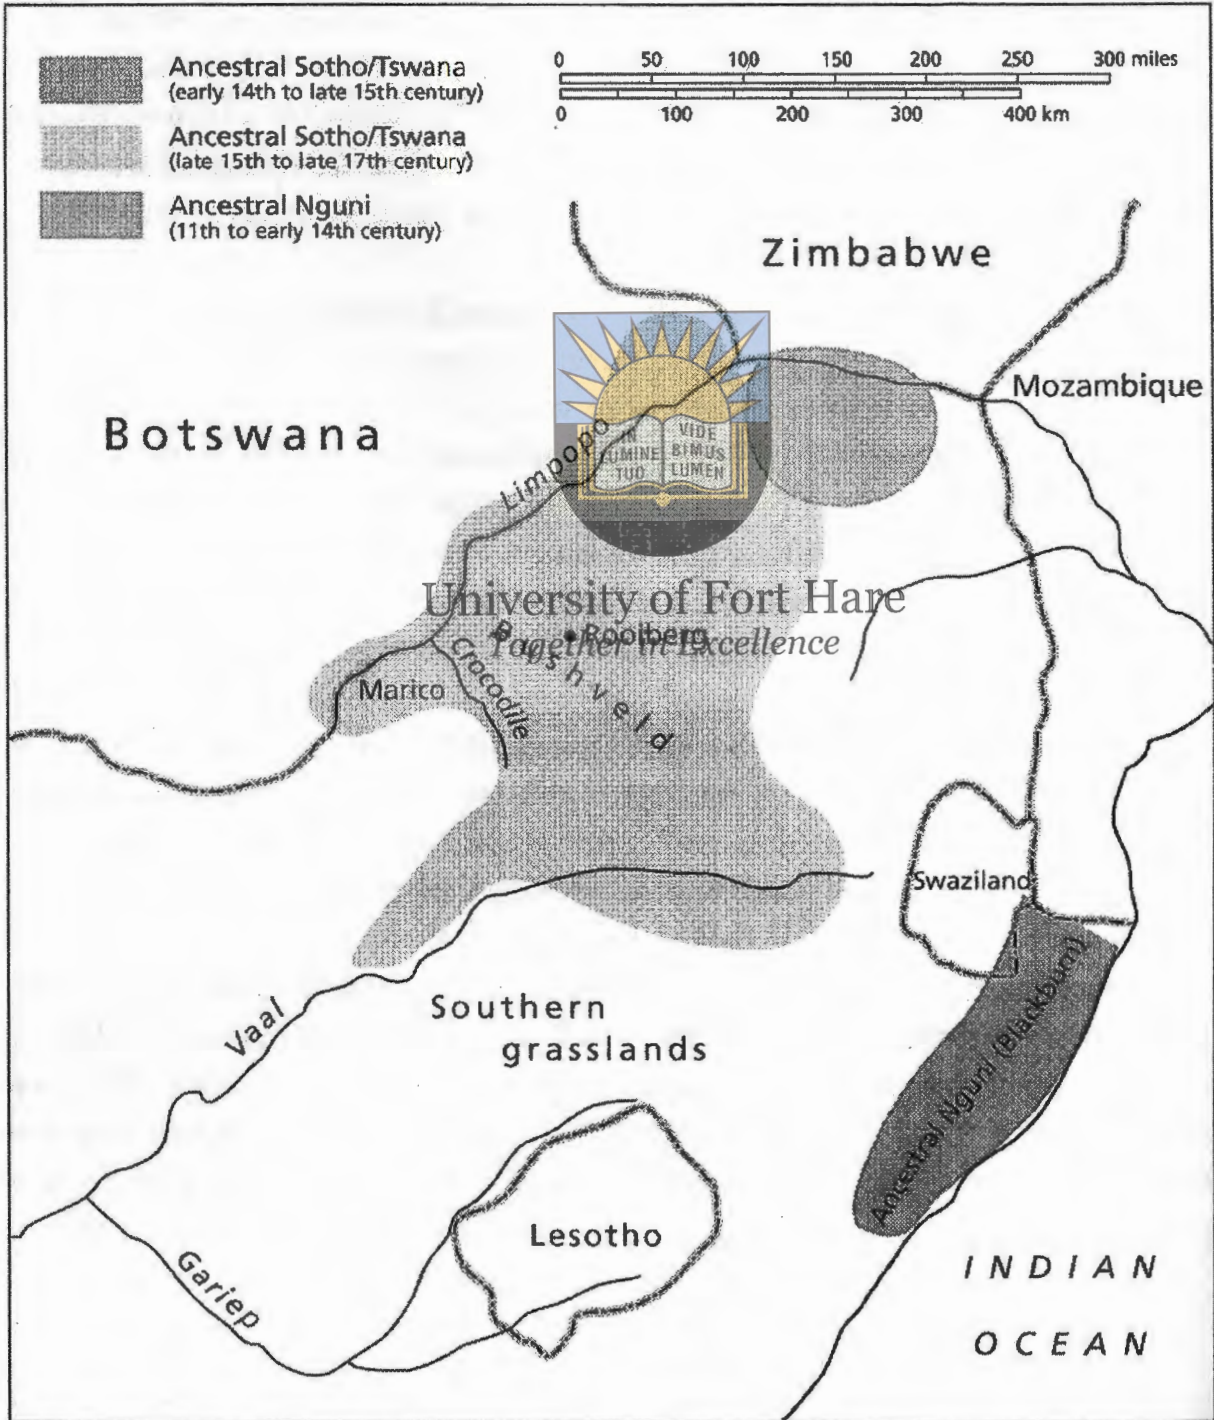 Ancestral Sotho/Tswana
(early 14th to late 15th century)
Ancestral Sotho/Tswana
(late 15th to late 17th century)
Ancestral Nguni
(11th to early 14th century)
0 50 100 150 200 250 300 miles
0 100 200 300 400 km
Zimbabwe
Mozambique
Botswana
Limpopo
IN
LUMINE
TUO
VIDE
BIMUS
LUMEN
University of Fort Hare
Together in Excellence
Rooiberg
Bushveld
Crocodile
Marico
Swaziland
Ancestral Nguni (Blackburn)
Southern
grasslands
Vaal
Lesotho
Gariep
INDIAN
OCEAN